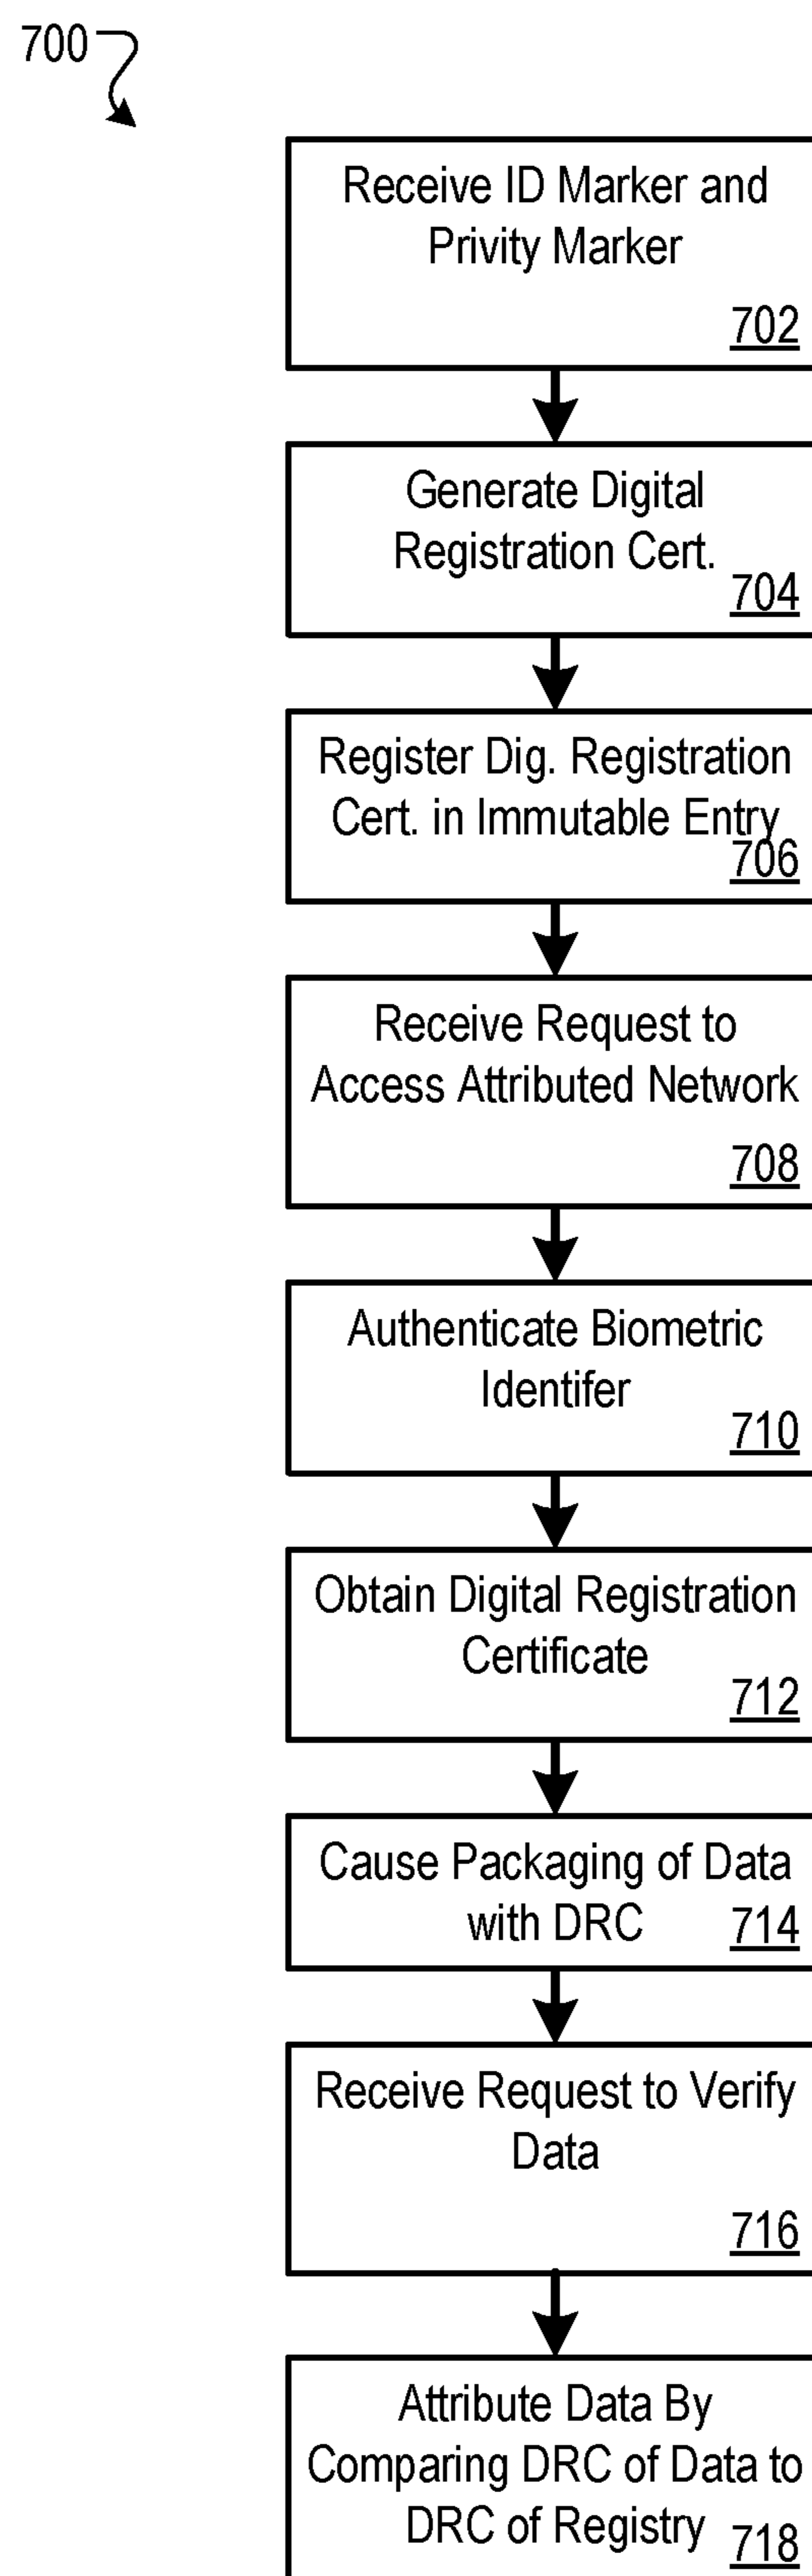 700
Receive ID Marker and
Privity Marker
702
Generate Digital
Registration Cert.
704
Register Dig. Registration
Cert. in Immutable Entry
706
Receive Request to
Access Attributed Network
708
Authenticate Biometric
Identifer
710
Obtain Digital Registration
Certificate
712
Cause Packaging of Data
with DRC
714
Receive Request to Verify
Data
716
Attribute Data By
Comparing DRC of Data to
DRC of Registry
718